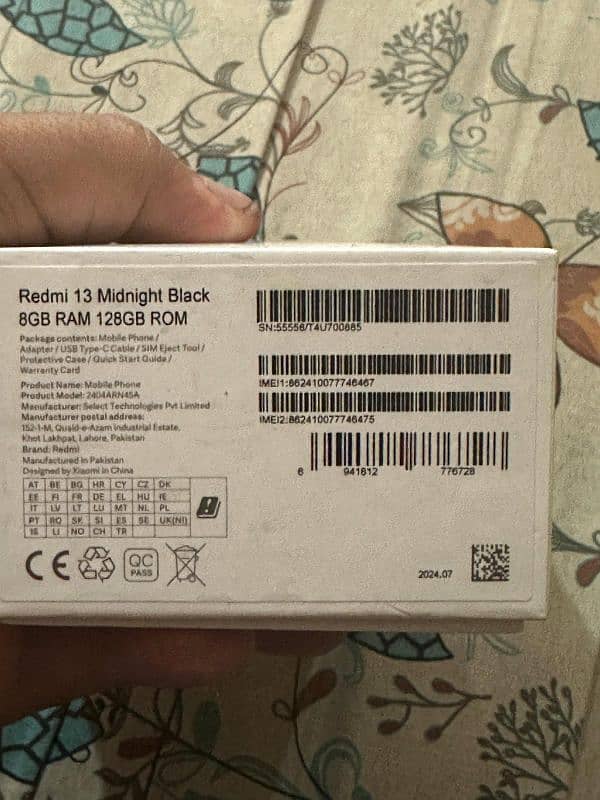 Redmi 13 Midnight Black
8GB RAM 128GB ROM
Package contents: Mobile Phone /
Adapter / USB Type-C Cable / SIM Eject Tool /
Protective Case / Quick Start Guide /
Warranty Card
Product Name: Mobile Phone
Product Model: 2404ARN45A
Manufacturer: Select Technologies Pvt Limited
Manufacturer postal address:
152-1-M, Quaid-e-Azam Industrial Estate,
Khot Lakhpat, Lahore, Pakistan
Brand: Redmi
Manufactured in Pakistan
Designed by Xiaomi in China
AT BE BG HR CY CZ DK
EE FI FR DE EL HU IE
IT LV LT LU MT NL PL
PT RO SK SI ES SE UK(NI)
IS LI NO CH TR
CE
QC
PASS
SN:55556/T4U700885
IMEI1:862410077746467
IMEI2:862410077746475
6 941812 776728
2024.07